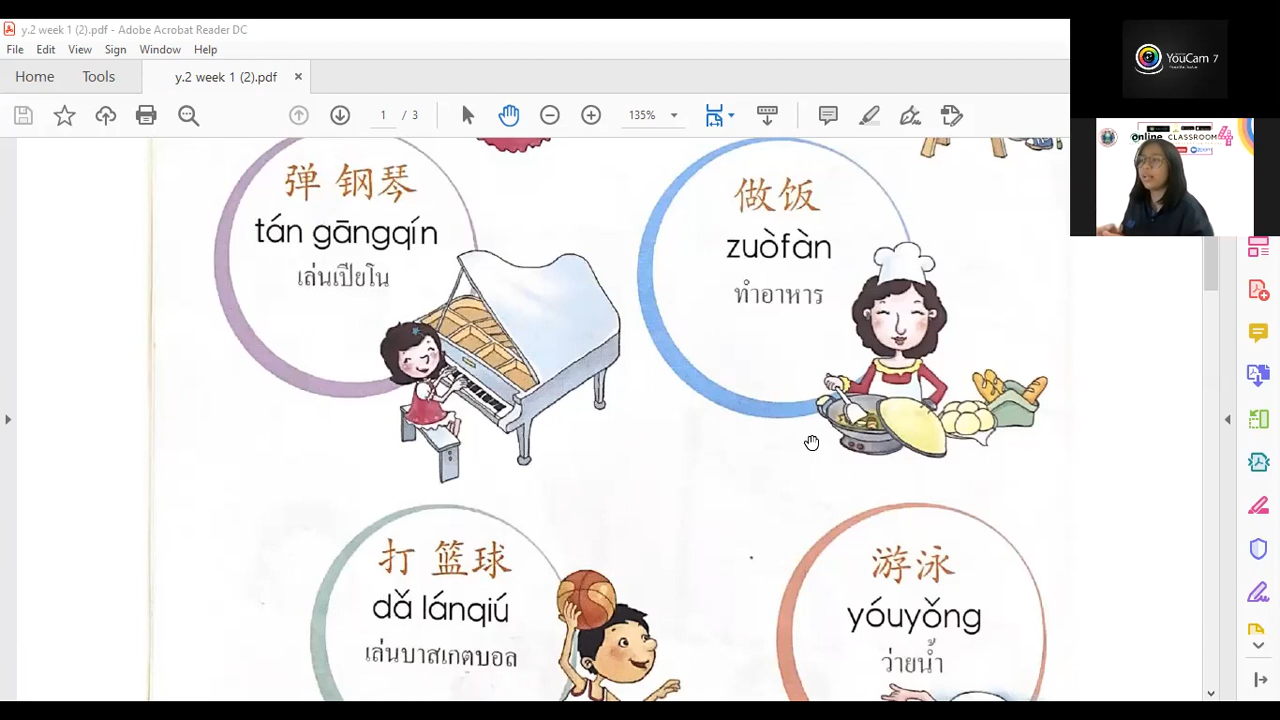 y.2 week 1 (2).pdf - Adobe Acrobat Reader DC
File Edit View Sign Window Help
Home Tools y.2 week 1 (2).pdf ×
1 / 3 135%
YouCam 7
Online CLASSROOM
zoom
弹 钢琴
tán gāngqín
เล่นเปียโน
做饭
zuòfàn
ทำอาหาร
打 篮球
dǎ lánqiú
เล่นบาสเกตบอล
游泳
yóuyǒng
ว่ายน้ำ